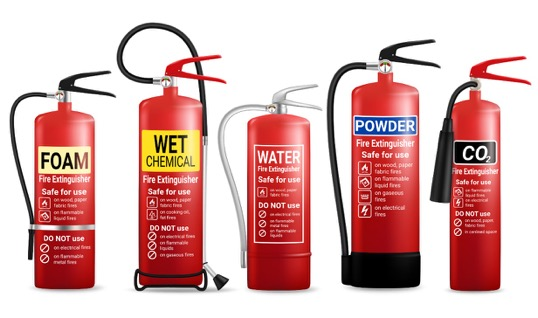 FOAM
Fire Extinguisher
Safe for use
on wood, paper
fabric fires
on flammable
liquid fires
DO NOT use
on electrical fires
on flammable
metal fires
WET
CHEMICAL
Fire Extinguisher
Safe for use
on wood, paper
fabric fires
on cooking oil,
fat fires
DO NOT use
on electrical fires
on flammable
liquids
on gaseous fires
WATER
Fire Extinguisher
Safe for use
on wood, paper
fabric fires
DO NOT use
on electrical fires
on flammable
liquids
on flammable
metal fires
POWDER
Fire Extinguisher
Safe for use
on wood, paper
fabric fires
on flammable
liquid fires
on gaseous
fires
on electrical
fires
CO2
Fire Extinguisher
Safe for use
on flammable
liquids fires
on electrical
fires
DO NOT use
on wood, paper,
fabric fires
in confined spaces